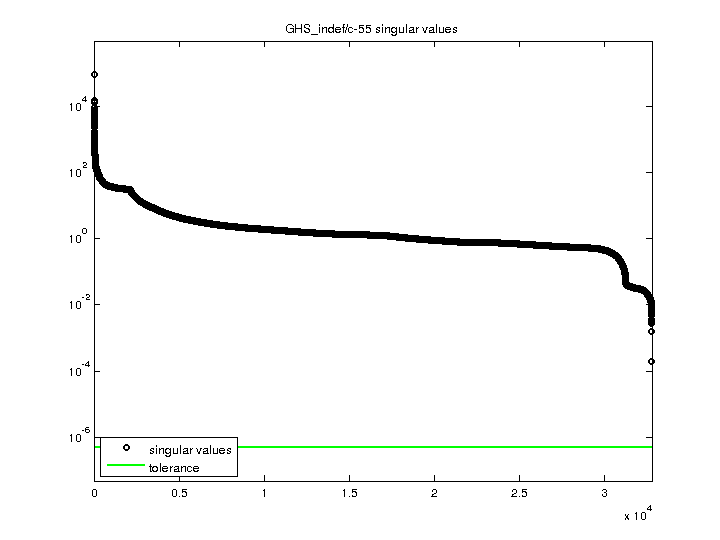 GHS_indef/c-55 singular values
10^4
10^2
10^0
10^-2
10^-4
10^-6
singular values
tolerance
0 0.5 1 1.5 2 2.5 3
x 10^4